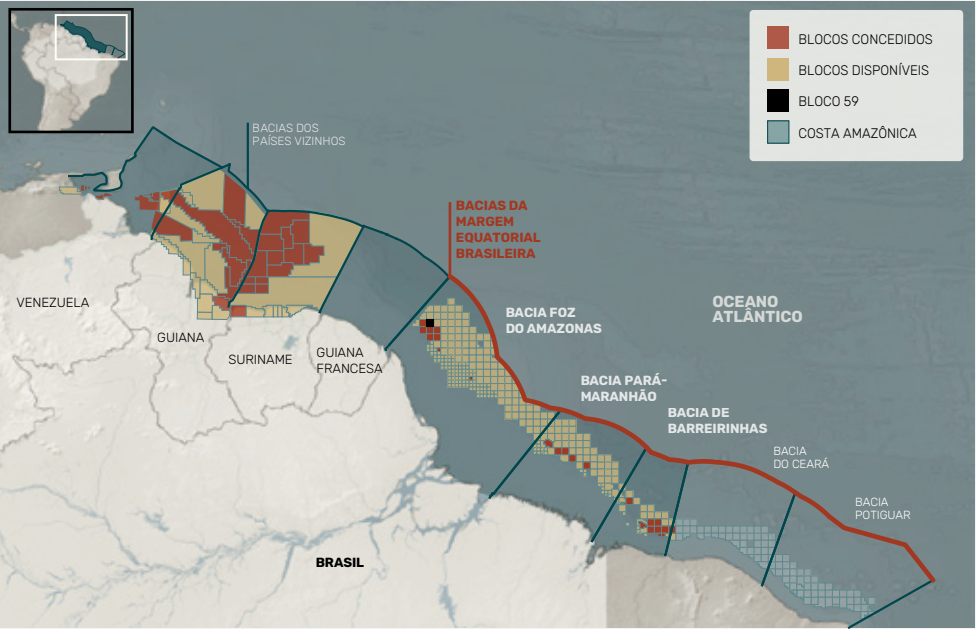 BLOCOS CONCEDIDOS
BLOCOS DISPONÍVEIS
BLOCO 59
COSTA AMAZÔNICA
BACIAS DOS
PAÍSES VIZINHOS
BACIAS DA
MARGEM
EQUATORIAL
BRASILEIRA
VENEZUELA
GUIANA
SURINAME
GUIANA
FRANCESA
BACIA FOZ
DO AMAZONAS
OCEANO
ATLÂNTICO
BACIA PARÁ-
MARANHÃO
BACIA DE
BARREIRINHAS
BACIA
DO CEARÁ
BACIA
POTIGUAR
BRASIL